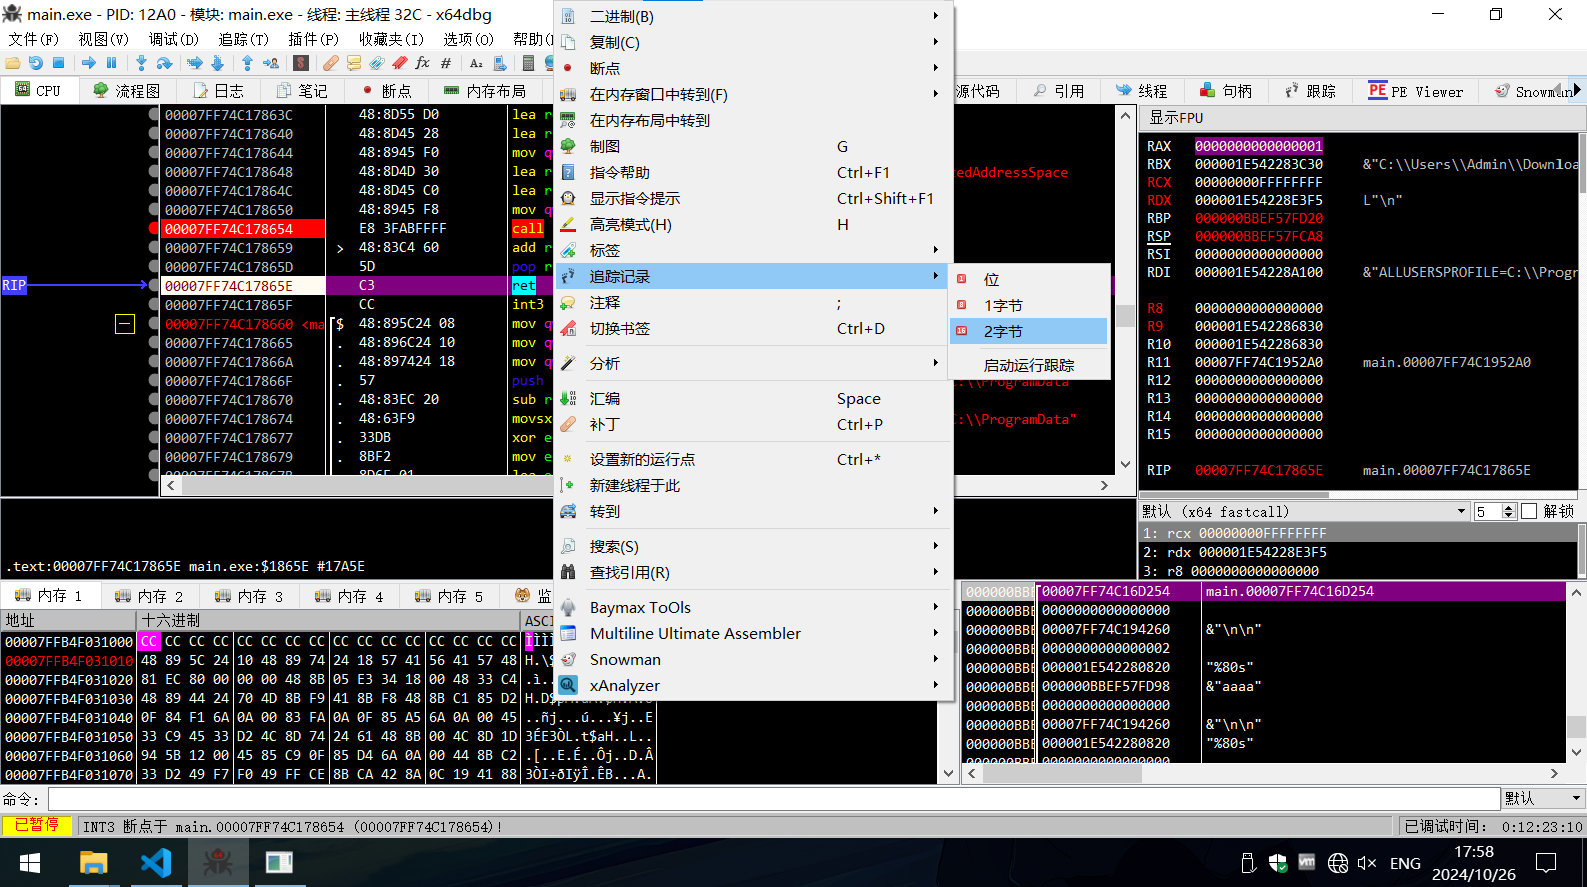 main.exe - PID: 12A0 - 模块: main.exe - 线程: 主线程 32C - x64dbg
文件(F) 视图(V) 调试(D) 追踪(T) 插件(P) 收藏夹(I) 选项(O) 帮助(
CPU 流程图 日志 笔记 断点 内存布局 源代码 引用 线程 句柄 跟踪 PE Viewer Snowman
00007FF74C17863C 48:8D55 D0 lea r
00007FF74C178640 48:8D45 28 lea r
00007FF74C178644 48:8945 F0 mov q
00007FF74C178648 48:8D4D 30 lea r
00007FF74C17864C 48:8D45 C0 lea r
00007FF74C178650 48:8945 F8 mov q
00007FF74C178654 E8 3FABFFFF call
00007FF74C178659 > 48:83C4 60 add r
00007FF74C17865D 5D pop r
RIP 00007FF74C17865E C3 ret
00007FF74C17865F CC int3
00007FF74C178660 <ma $ 48:895C24 08 mov q
00007FF74C178665 . 48:896C24 10 mov q
00007FF74C17866A . 48:897424 18 mov q
00007FF74C17866F . 57 push
00007FF74C178670 . 48:83EC 20 sub r
00007FF74C178674 . 48:63F9 movsx
00007FF74C178677 . 33DB xor e
00007FF74C178679 . 8BF2 mov e
tedAddressSpace
C:\\ProgramData"
:\\ProgramData"
.text:00007FF74C17865E main.exe:$1865E #17A5E
二进制(B)
复制(C)
断点
在内存窗口中转到(F)
在内存布局中转到
制图 G
指令帮助 Ctrl+F1
显示指令提示 Ctrl+Shift+F1
高亮模式(H) H
标签
追踪记录
注释 ;
切换书签 Ctrl+D
分析
汇编 Space
补丁 Ctrl+P
设置新的运行点 Ctrl+*
新建线程于此
转到
搜索(S)
查找引用(R)
Baymax ToOls
Multiline Ultimate Assembler
Snowman
xAnalyzer
位
1字节
2字节
启动运行跟踪
显示FPU
RAX 0000000000000001
RBX 000001E542283C30 &"C:\\Users\\Admin\\Downloa
RCX 00000000FFFFFFFF
RDX 000001E54228E3F5 L"\n"
RBP 000000BBEF57FD20
RSP 000000BBEF57FCA8
RSI 0000000000000000
RDI 000001E54228A100 &"ALLUSERSPROFILE=C:\\Progr
R8 0000000000000000
R9 000001E542286830
R10 000001E542286830
R11 00007FF74C1952A0 main.00007FF74C1952A0
R12 0000000000000000
R13 0000000000000000
R14 0000000000000000
R15 0000000000000000
RIP 00007FF74C17865E main.00007FF74C17865E
默认 (x64 fastcall) 5 解锁
1: rcx 00000000FFFFFFFF
2: rdx 000001E54228E3F5
3: r8 0000000000000000
内存 1 内存 2 内存 3 内存 4 内存 5 监
地址 十六进制 ASCI
00007FFB4F031000 CC CC CC CC CC CC CC CC CC CC CC CC CC CC CC CC
00007FFB4F031010 48 89 5C 24 10 48 89 74 24 18 57 41 56 41 57 48 H.\$
00007FFB4F031020 81 EC 80 00 00 00 48 8B 05 E3 34 18 00 48 33 C4
00007FFB4F031030 48 89 44 24 70 4D 8B F9 41 8B F8 48 8B C1 85 D2
00007FFB4F031040 0F 84 F1 6A 0A 00 83 FA 0A 0F 85 A5 6A 0A 00 45 ..ñj...ú...¥j..E
00007FFB4F031050 33 C9 45 33 D2 4C 8D 74 24 61 48 8B 00 4C 8D 1D 3ÉE3ÒL.t$aH..L..
00007FFB4F031060 94 5B 12 00 45 85 C9 0F 85 D4 6A 0A 00 44 8B C2 .[..E.É..Ôj..D.Â
00007FFB4F031070 33 D2 49 F7 F0 49 FF CE 8B CA 42 8A 0C 19 41 88 3ÒI÷ðIÿÎ.ÊB...A.
000000BBE 00007FF74C16D254 main.00007FF74C16D254
000000BBE 0000000000000000
000000BBE 00007FF74C194260 &"\n\n"
000000BBE 0000000000000002
000000BBE 000001E542280820 "%80s"
000000BBE 000000BBEF57FD98 &"aaaa"
000000BBE 0000000000000000
000000BBE 00007FF74C194260 &"\n\n"
000000BBE 000001E542280820 "%80s"
命令: 默认
已暂停 INT3 断点于 main.00007FF74C178654 (00007FF74C178654)! 已调试时间: 0:12:23:10
ENG 17:58
2024/10/26